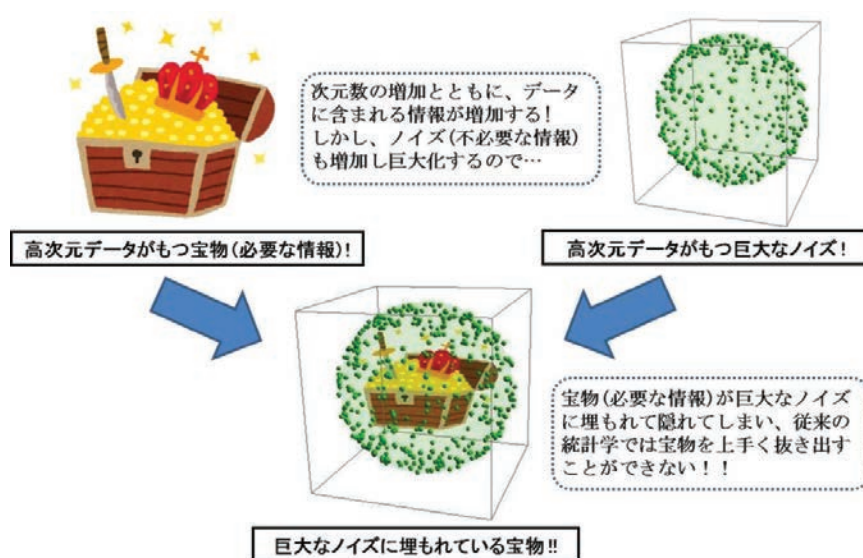 次元数の増加とともに、データ
に含まれる情報が増加する!
しかし、ノイズ(不必要な情報)
も増加し巨大化するので…
高次元データがもつ宝物(必要な情報)!
高次元データがもつ巨大なノイズ!
宝物(必要な情報)が巨大なノイズ
に埋もれて隠れてしまい、従来の
統計学では宝物を上手く抜き出す
ことができない!!
巨大なノイズに埋もれている宝物!!